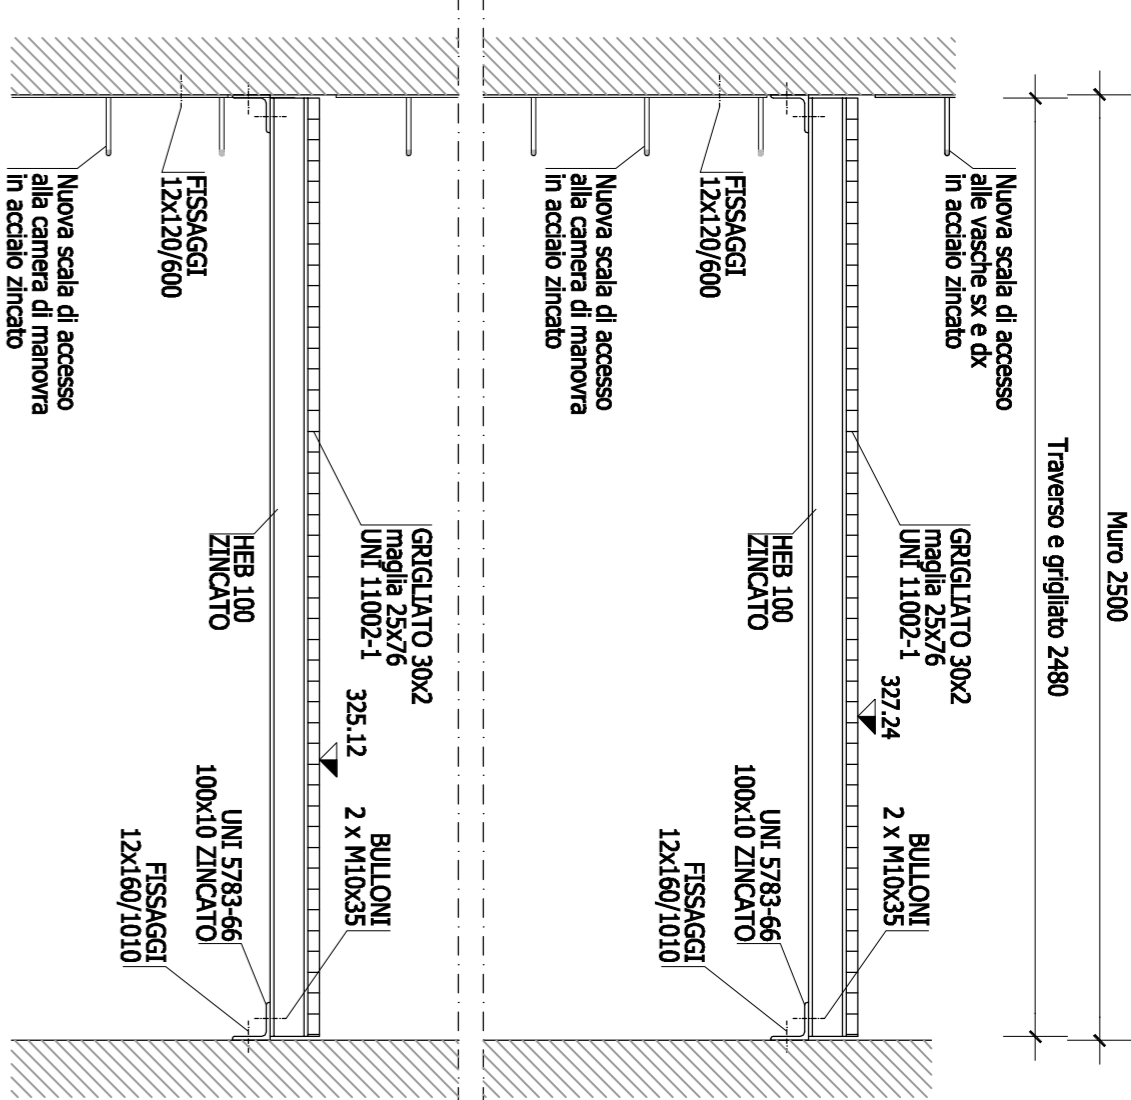 Muro 2500
Traverso e grigliato 2480
Nuova scala di accesso
alle vasche sx e dx
in acciaio zincato
GRIGLIATO 30x2
maglia 25x76
UNI 11002-1
327.24
BULLONI
2 x M10x35
FISSAGGI
12x120/600
HEB 100
ZINCATO
UNI 5783-66
100x10 ZINCATO
FISSAGGI
12x160/1010
Nuova scala di accesso
alla camera di manovra
in acciaio zincato
GRIGLIATO 30x2
maglia 25x76
UNI 11002-1
325.12
BULLONI
2 x M10x35
FISSAGGI
12x120/600
HEB 100
ZINCATO
UNI 5783-66
100x10 ZINCATO
FISSAGGI
12x160/1010
Nuova scala di accesso
alla camera di manovra
in acciaio zincato